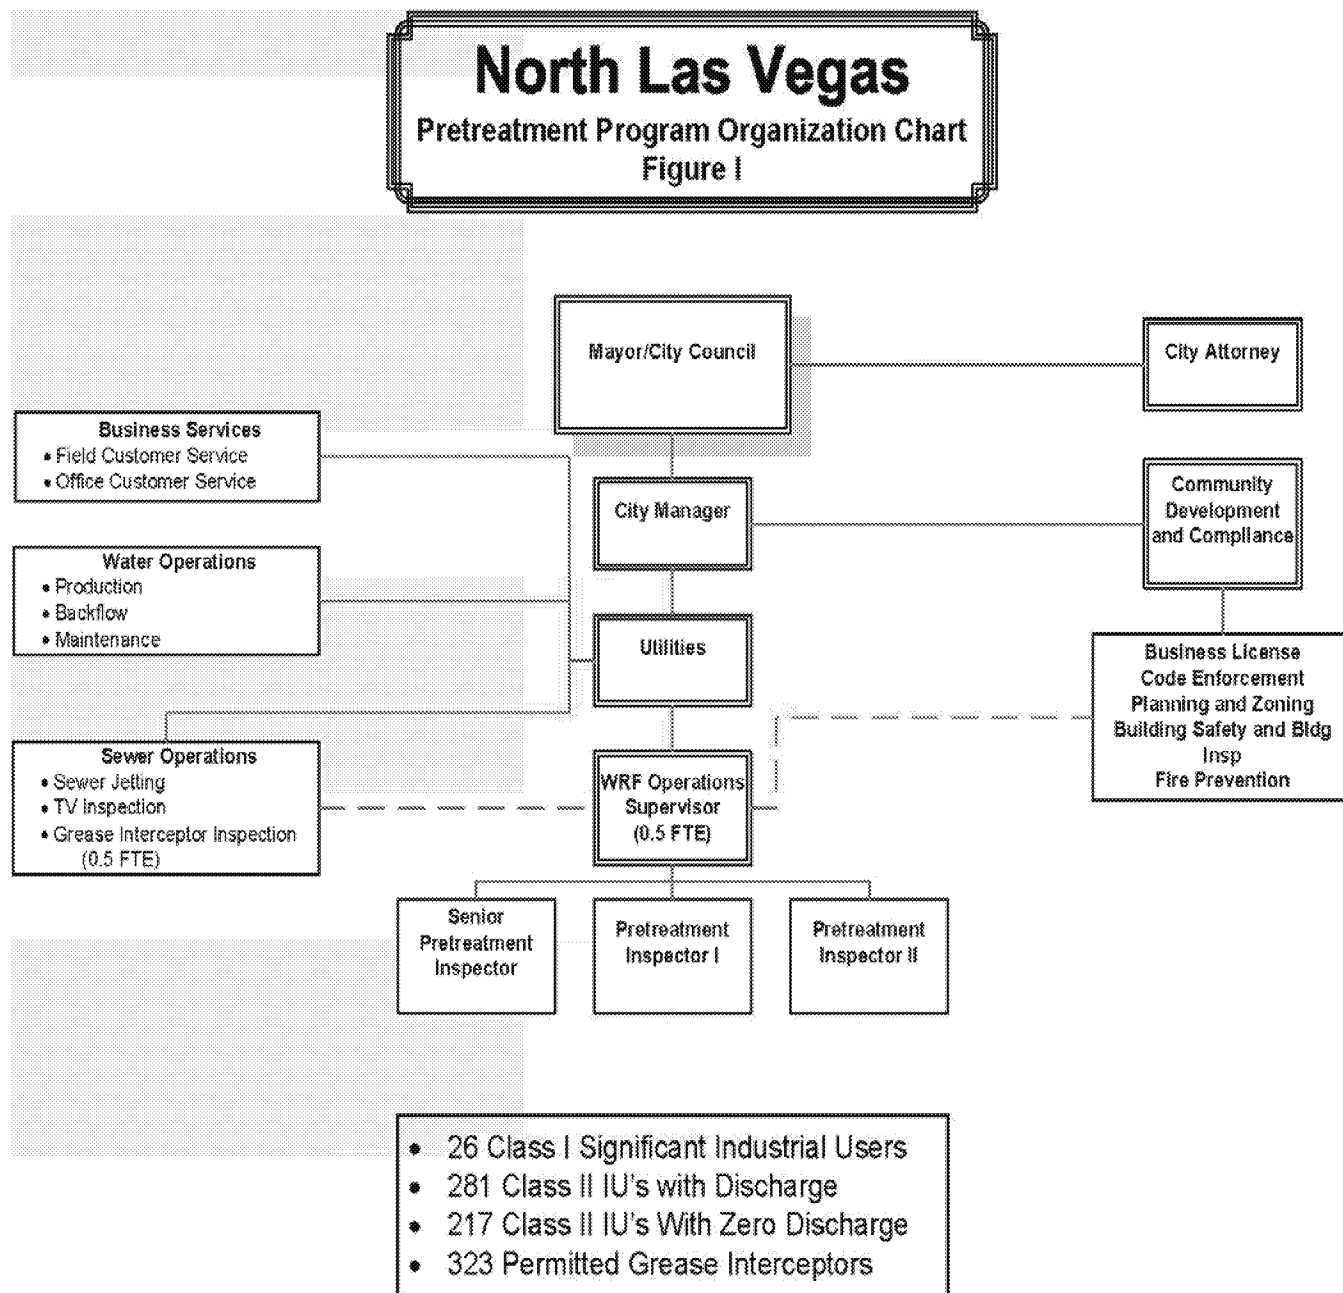 North Las Vegas
Pretreatment Program Organization Chart
Figure I
Mayor/City Council
City Attorney
Business Services
• Field Customer Service
• Office Customer Service
City Manager
Community
Development
and Compliance
Water Operations
• Production
• Backflow
• Maintenance
Utilities
Business License
Code Enforcement
Planning and Zoning
Building Safety and Bldg
Insp
Fire Prevention
Sewer Operations
• Sewer Jetting
• TV Inspection
• Grease Interceptor Inspection
(0.5 FTE)
WRF Operations
Supervisor
(0.5 FTE)
Senior
Pretreatment
Inspector
Pretreatment
Inspector I
Pretreatment
Inspector II
• 26 Class I Significant Industrial Users
• 281 Class II IU's with Discharge
• 217 Class II IU's With Zero Discharge
• 323 Permitted Grease Interceptors